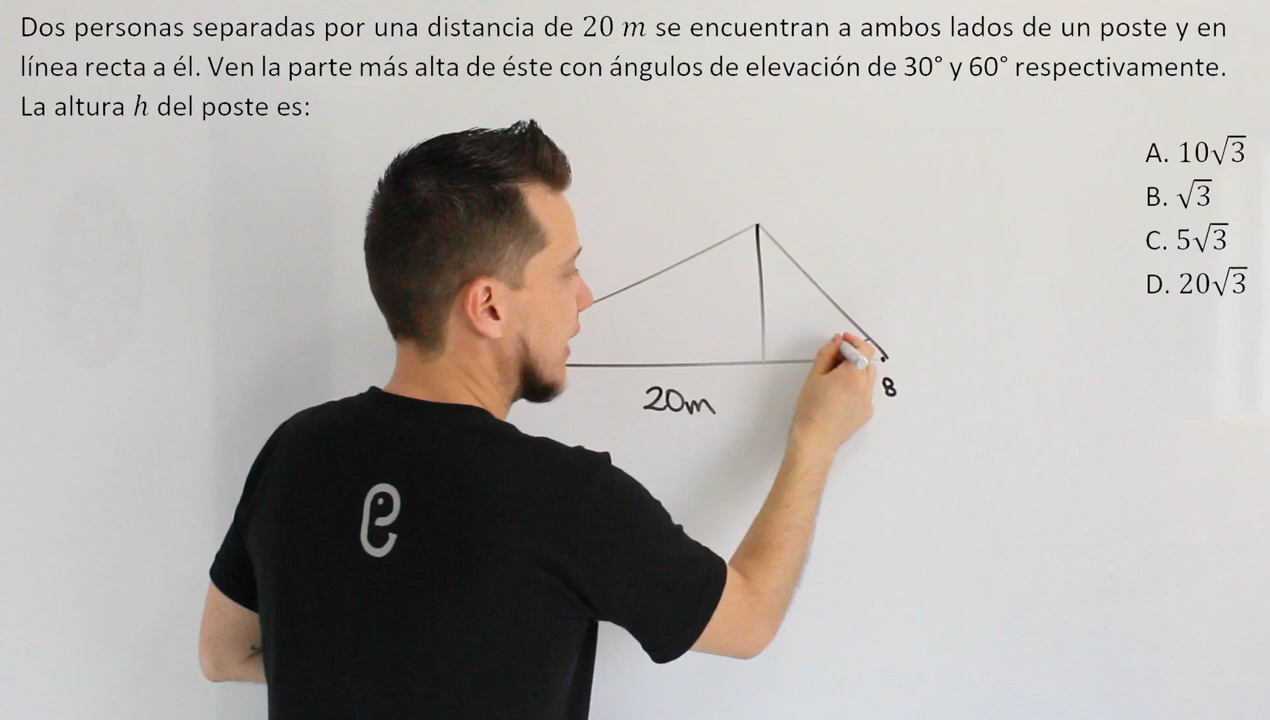 Dos personas separadas por una distancia de 20 m se encuentran a ambos lados de un poste y en
línea recta a él. Ven la parte más alta de éste con ángulos de elevación de 30° y 60° respectivamente.
La altura h del poste es:
A. 10√3
B. √3
C. 5√3
D. 20√3
20m
B